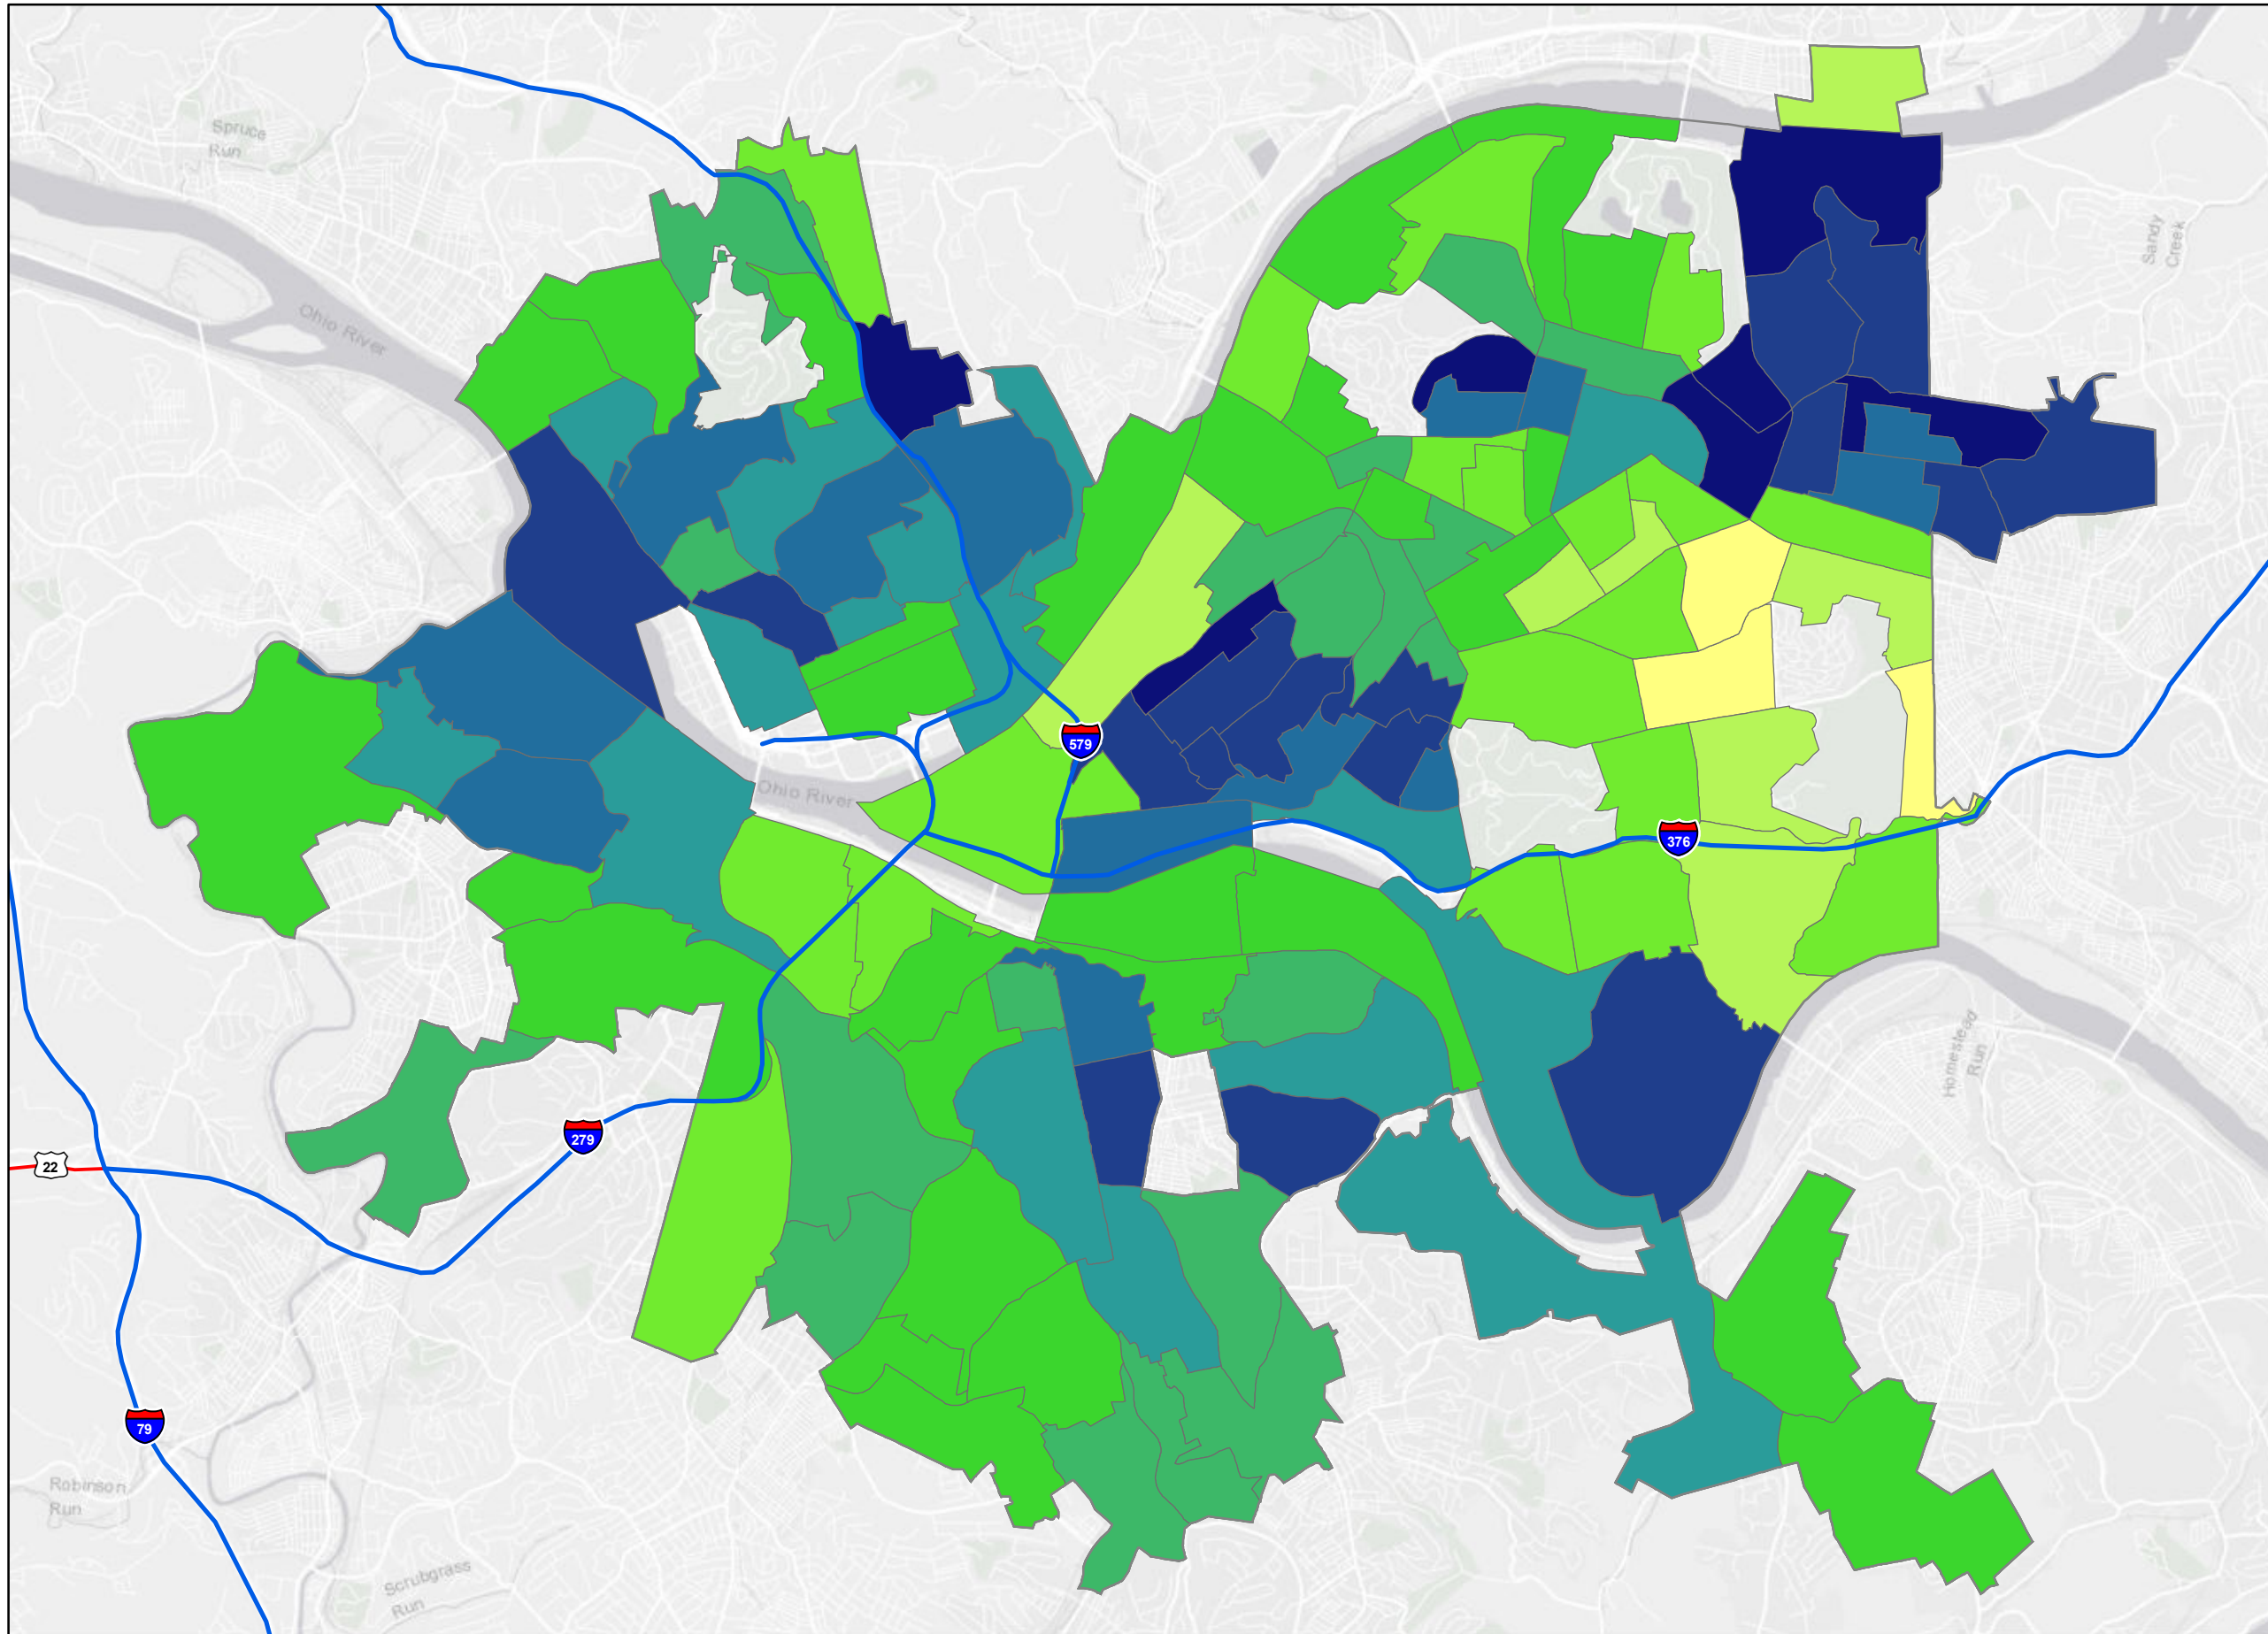 Spruce
Run
Sandy
Creek
Ohio River
579
Ohio River
376
Homestead
Run
279
22
79
Robinson
Run
Scrubgrass
Run